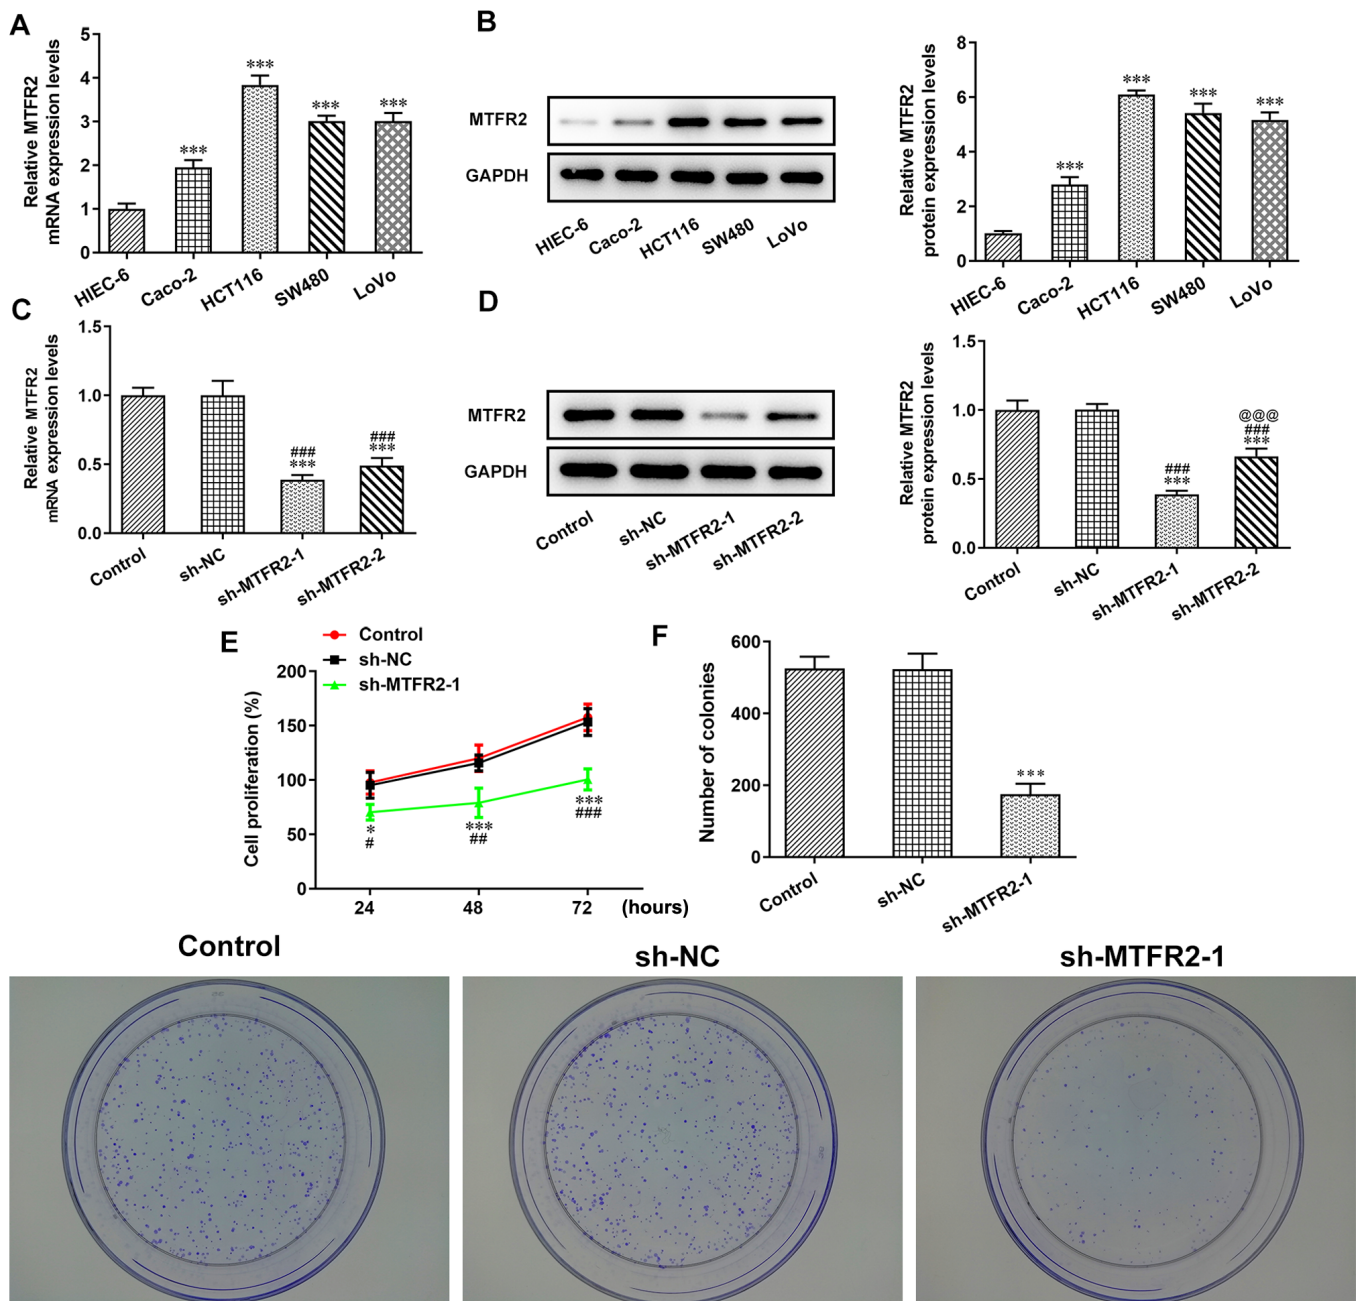 A
Relative MTFR2
mRNA expression levels
5
4
3
2
1
0
***
***
***
***
HIEC-6
Caco-2
HCT116
SW480
LoVo
B
MTFR2
GAPDH
HIEC-6
Caco-2
HCT116
SW480
LoVo
Relative MTFR2
protein expression levels
8
6
4
2
0
***
***
***
***
HIEC-6
Caco-2
HCT116
SW480
LoVo
C
Relative MTFR2
mRNA expression levels
1.5
1.0
0.5
0.0
###
***
###
***
Control
sh-NC
sh-MTFR2-1
sh-MTFR2-2
D
MTFR2
GAPDH
Control
sh-NC
sh-MTFR2-1
sh-MTFR2-2
Relative MTFR2
protein expression levels
1.5
1.0
0.5
0.0
###
***
@@@
###
***
Control
sh-NC
sh-MTFR2-1
sh-MTFR2-2
E
Control
sh-NC
sh-MTFR2-1
Cell proliferation (%)
200
150
100
50
0
*
#
***
##
***
###
24
48
72
(hours)
F
Number of colonies
600
400
200
0
***
Control
sh-NC
sh-MTFR2-1
Control
sh-NC
sh-MTFR2-1